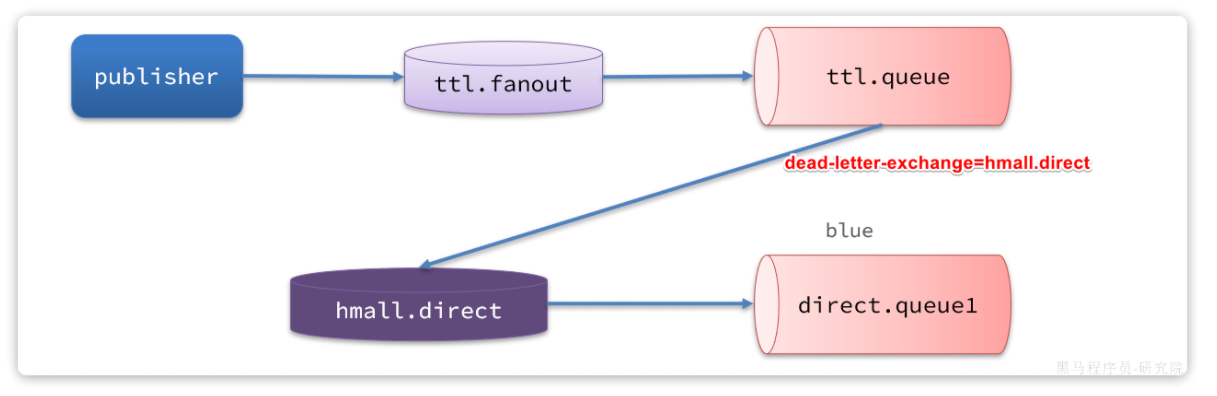 publisher
ttl.fanout
ttl.queue
dead-letter-exchange=hmall.direct
blue
hmall.direct
direct.queue1
黑马程序员-研究院